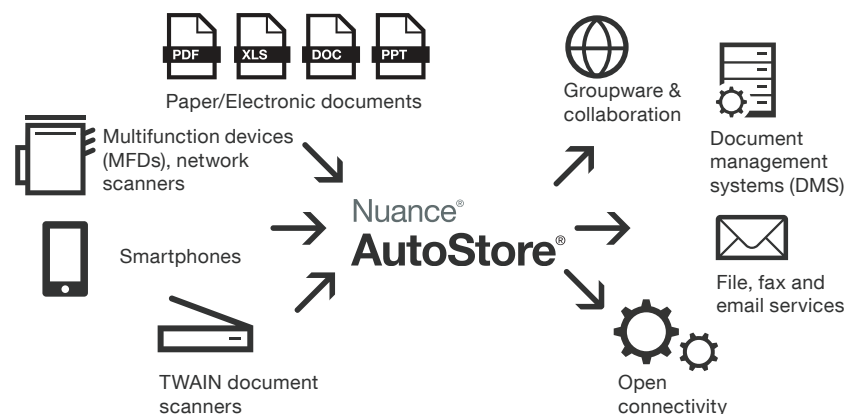 PDF
XLS
DOC
PPT
Paper/Electronic documents
Multifunction devices
(MFDs), network
scanners
Smartphones
TWAIN document
scanners
Nuance®
AutoStore®
Groupware &
collaboration
Document
management
systems (DMS)
File, fax and
email services
Open
connectivity